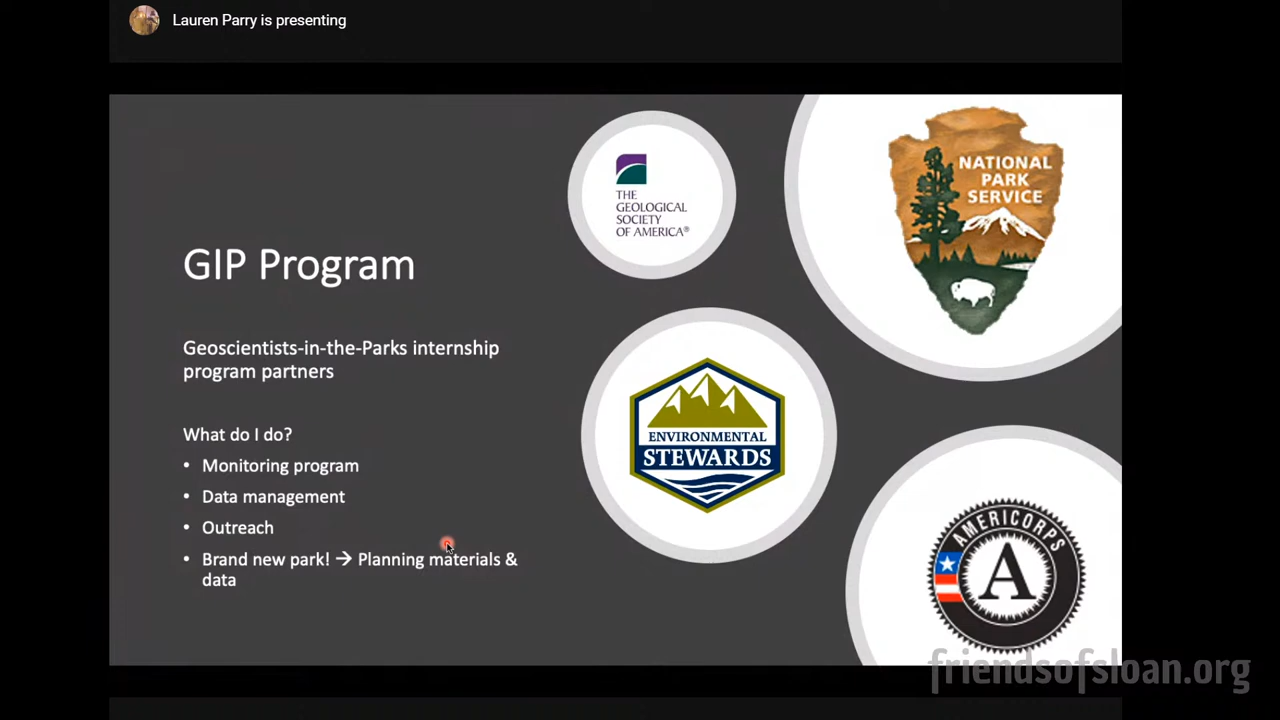 Lauren Parry is presenting
GIP Program
Geoscientists-in-the-Parks internship
program partners
What do I do?
• Monitoring program
• Data management
• Outreach
• Brand new park! → Planning materials &
data
THE
GEOLOGICAL
SOCIETY
OF AMERICA®
NATIONAL
PARK
SERVICE
ENVIRONMENTAL
STEWARDS
AMERICORPS
A
friendsofsloan.org